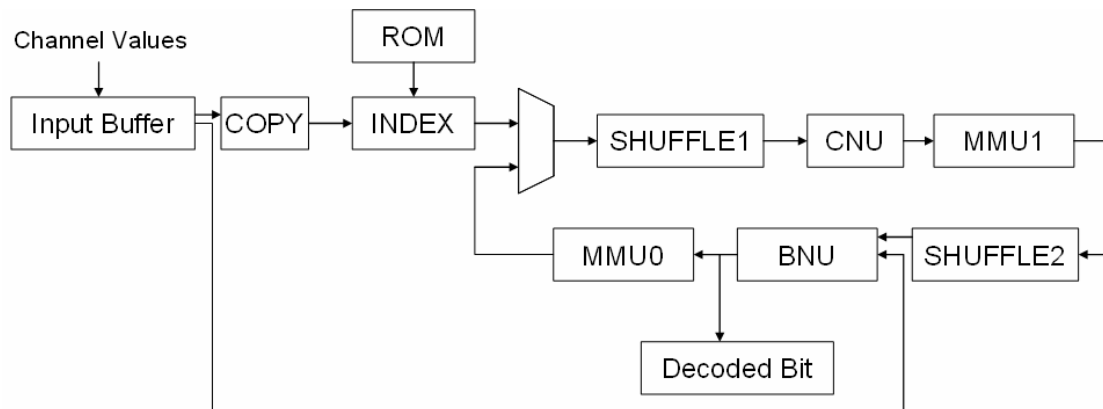 Channel Values
ROM
Input Buffer
COPY
INDEX
SHUFFLE1
CNU
MMU1
MMU0
BNU
SHUFFLE2
Decoded Bit